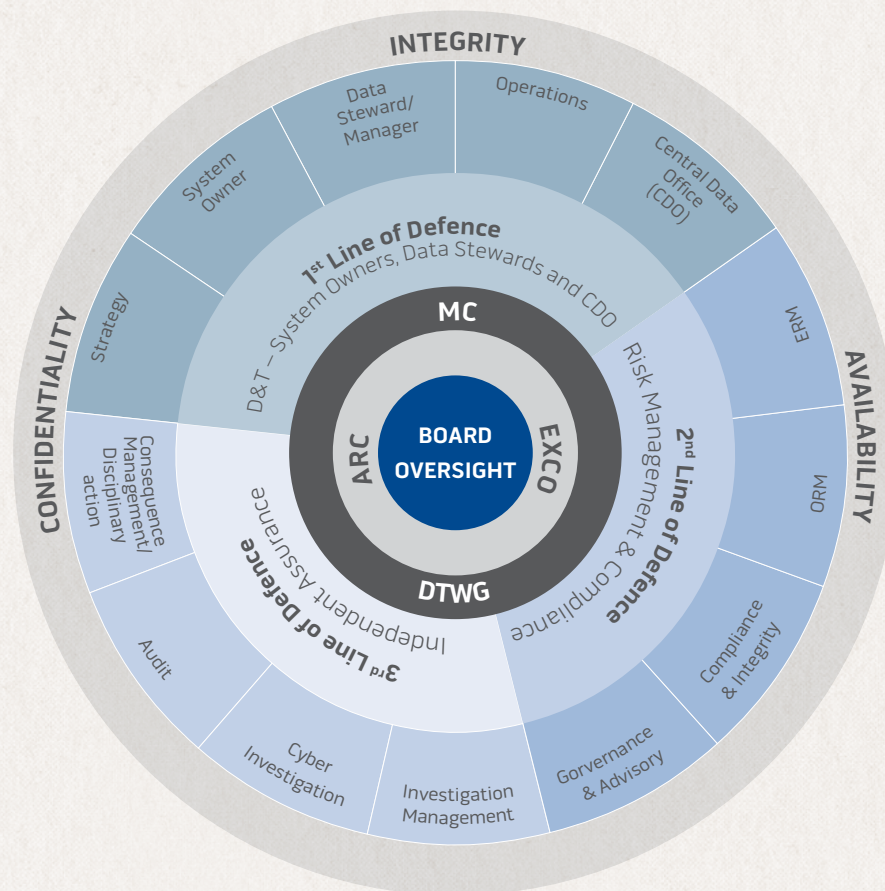 INTEGRITY
CONFIDENTIALITY
AVAILABILITY
Strategy
System
Owner
Data
Steward/
Manager
Operations
Central Data
Office
(CDO)
ERM
ORM
Compliance
& Integrity
Gorvernance
& Advisory
Investigation
Management
Cyber
Investigation
Audit
Consequence
Management/
Disciplinary
action
1st Line of Defence
D&T – System Owners, Data Stewards and CDO
2nd Line of Defence
Risk Management & Compliance
3rd Line of Defence
Independent Assurance
MC
DTWG
ARC
EXCO
BOARD
OVERSIGHT